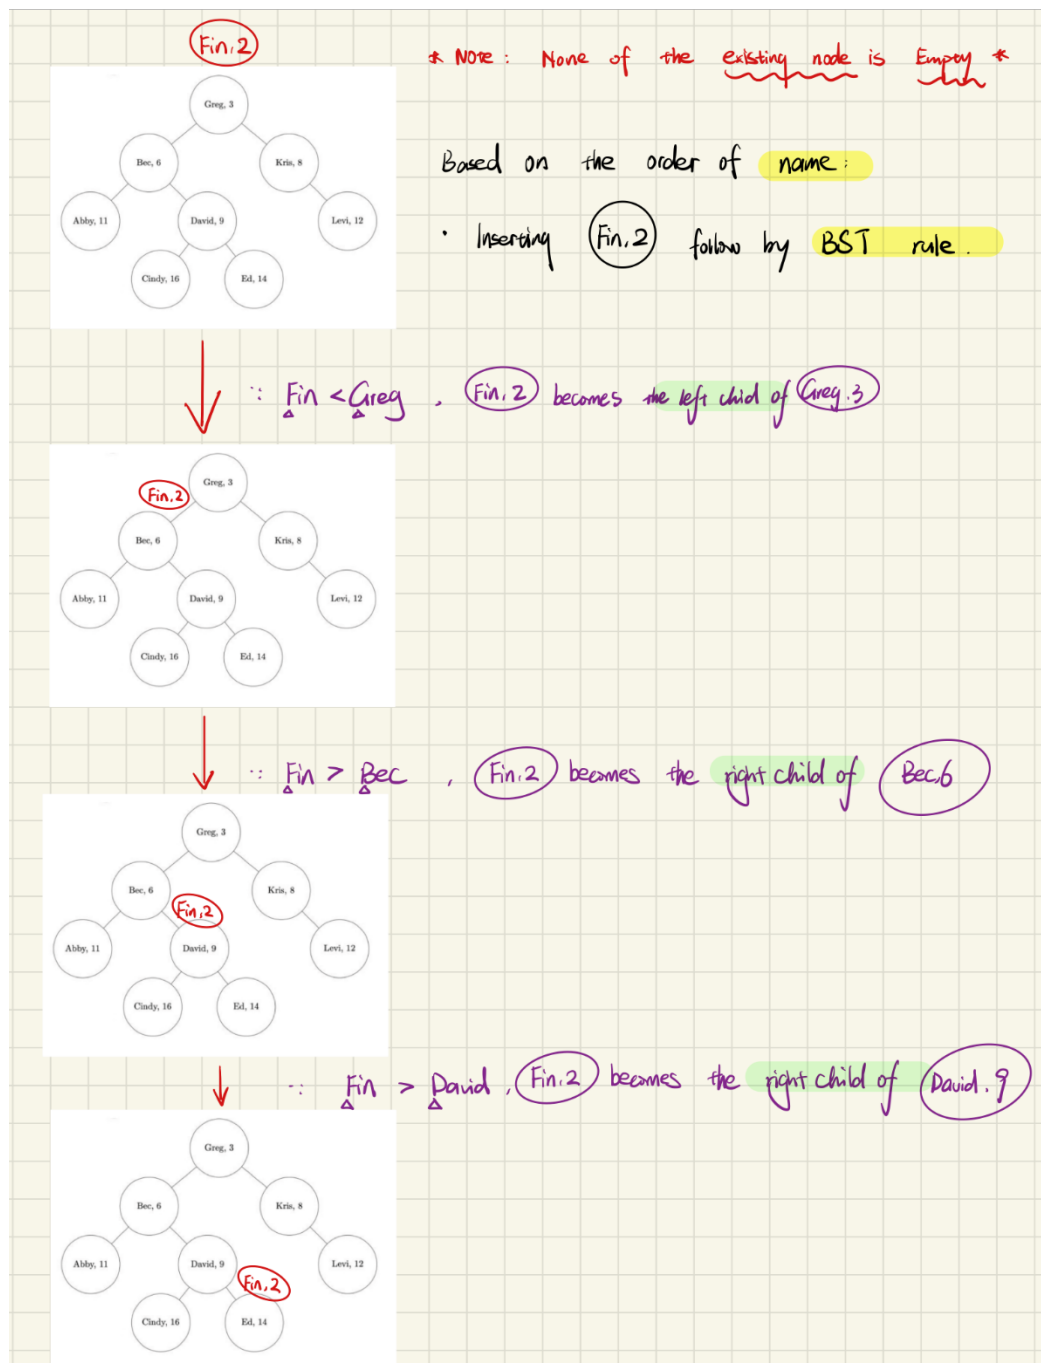 Fin, 2
* Note: None of the existing node is Empty *
Greg, 3
Bec, 6
Kris, 8
Abby, 11
David, 9
Levi, 12
Cindy, 16
Ed, 14
Based on the order of name:
· Inserting Fin, 2 follow by BST rule.
∵ Fin < Greg, Fin, 2 becomes the left chid of Greg. 3
Greg, 3
Fin, 2
Bec, 6
Kris, 8
Abby, 11
David, 9
Levi, 12
Cindy, 16
Ed, 14
∵ Fin > Bec, Fin, 2 becomes the right child of Bec, 6
Greg, 3
Bec, 6
Kris, 8
Fin, 2
Abby, 11
David, 9
Levi, 12
Cindy, 16
Ed, 14
∵ Fin > David, Fin, 2 becomes the right child of David. 9
Greg, 3
Bec, 6
Kris, 8
Abby, 11
David, 9
Fin, 2
Levi, 12
Cindy, 16
Ed, 14